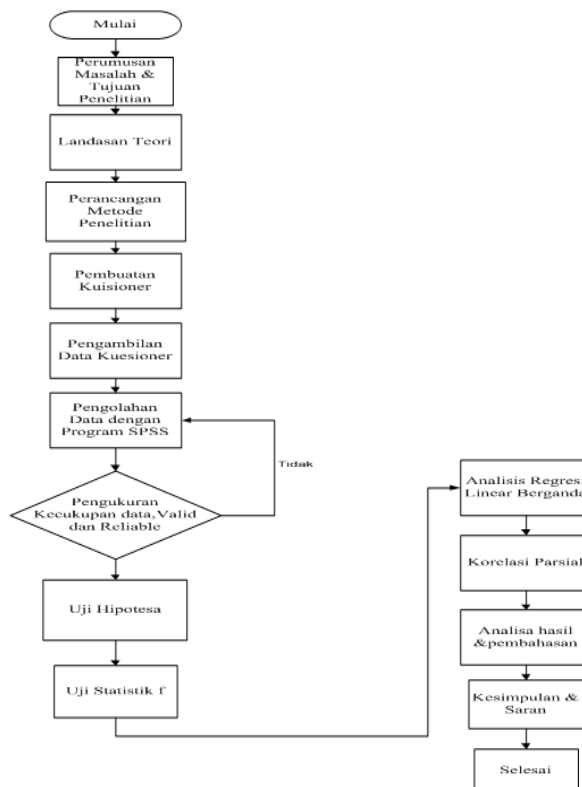 Mulai
Perumusan
Masalah &
Tujuan
Penelitian
Landasan Teori
Perancangan
Metode
Penelitian
Pembuatan
Kuisioner
Pengambilan
Data Kuesioner
Pengolahan
Data dengan
Program SPSS
Tidak
Pengukuran
Kecukupan data,Valid
dan Reliable
Uji Hipotesa
Uji Statistik f
Analisis Regresi
Linear Berganda
Korelasi Parsial
Analisa hasil
&pembahasan
Kesimpulan &
Saran
Selesai